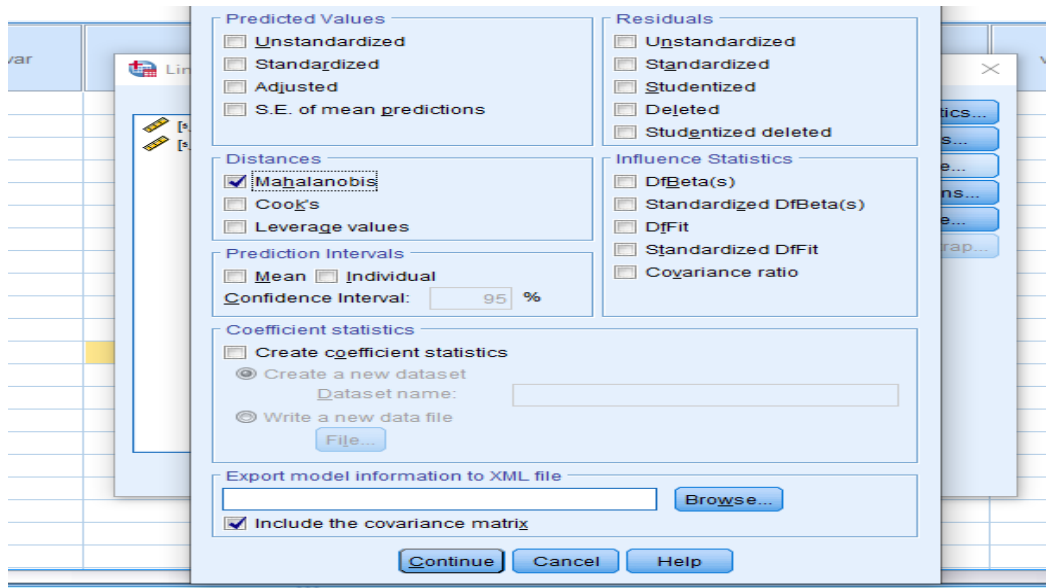 Predicted Values
Unstandardized
Standardized
Adjusted
S.E. of mean predictions
Residuals
Unstandardized
Standardized
Studentized
Deleted
Studentized deleted
Distances
Mahalanobis
Cook's
Leverage values
Influence Statistics
DfBeta(s)
Standardized DfBeta(s)
DfFit
Standardized DfFit
Covariance ratio
Prediction Intervals
Mean Individual
Confidence Interval: 95 %
Coefficient statistics
Create coefficient statistics
Create a new dataset
Dataset name:
Write a new data file
File...
Export model information to XML file
Browse...
Include the covariance matrix
Continue Cancel Help